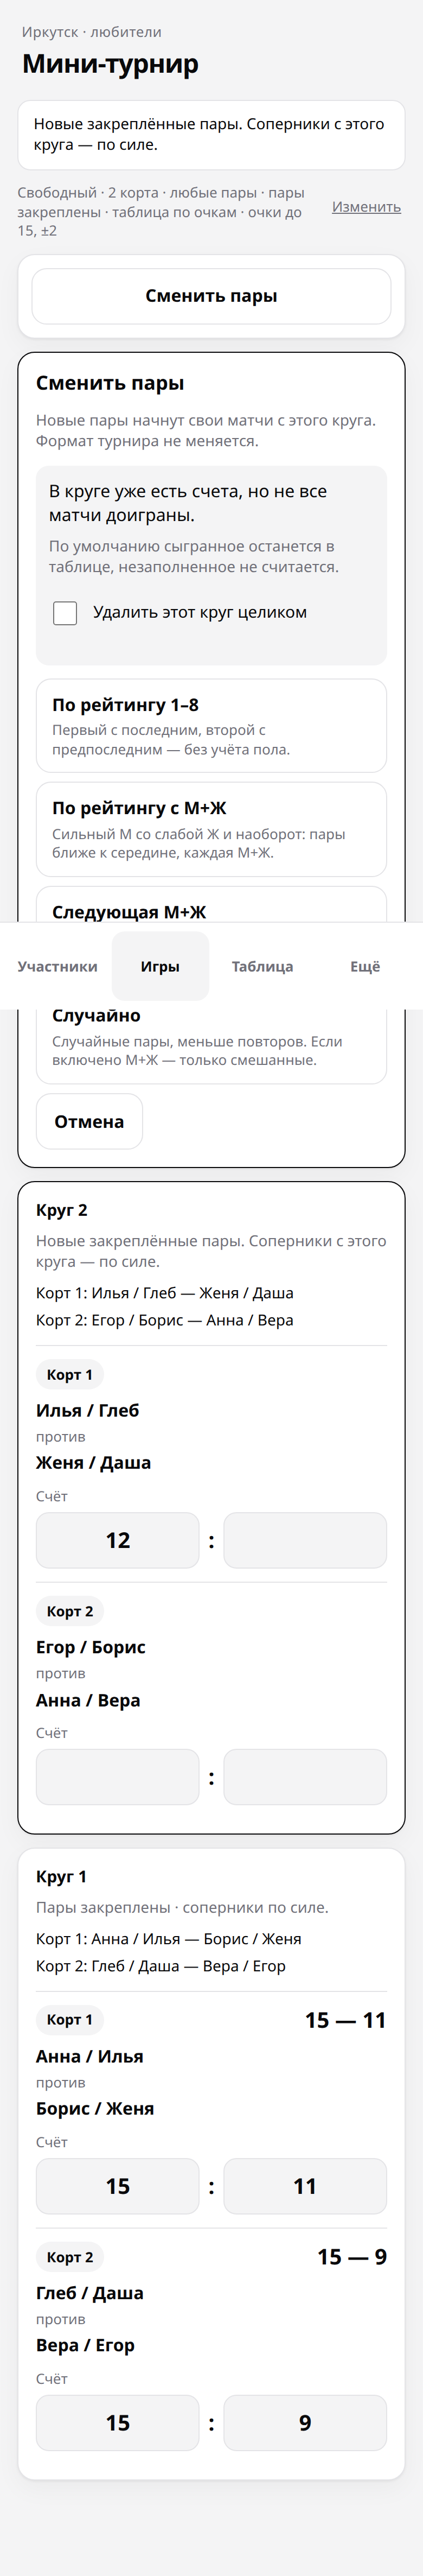 Иркутск · любители
Мини-турнир
Новые закреплённые пары. Соперники с этого
круга — по силе.
Свободный · 2 корта · любые пары · пары
закреплены · таблица по очкам · очки до
15, ±2
Изменить
Сменить пары
Сменить пары
Новые пары начнут свои матчи с этого круга.
Формат турнира не меняется.
В круге уже есть счета, но не все
матчи доиграны.
По умолчанию сыгранное останется в
таблице, незаполненное не считается.
Удалить этот круг целиком
По рейтингу 1–8
Первый с последним, второй с
предпоследним — без учёта пола.
По рейтингу с М+Ж
Сильный М со слабой Ж и наоборот: пары
ближе к середине, каждая М+Ж.
Следующая М+Ж
Участники
Игры
Таблица
Ещё
Случайно
Случайные пары, меньше повторов. Если
включено М+Ж — только смешанные.
Отмена
Круг 2
Новые закреплённые пары. Соперники с этого
круга — по силе.
Корт 1: Илья / Глеб — Женя / Даша
Корт 2: Егор / Борис — Анна / Вера
Корт 1
Илья / Глеб
против
Женя / Даша
Счёт
12 :
Корт 2
Егор / Борис
против
Анна / Вера
Счёт
:
Круг 1
Пары закреплены · соперники по силе.
Корт 1: Анна / Илья — Борис / Женя
Корт 2: Глеб / Даша — Вера / Егор
Корт 1
15 — 11
Анна / Илья
против
Борис / Женя
Счёт
15 : 11
Корт 2
15 — 9
Глеб / Даша
против
Вера / Егор
Счёт
15 : 9